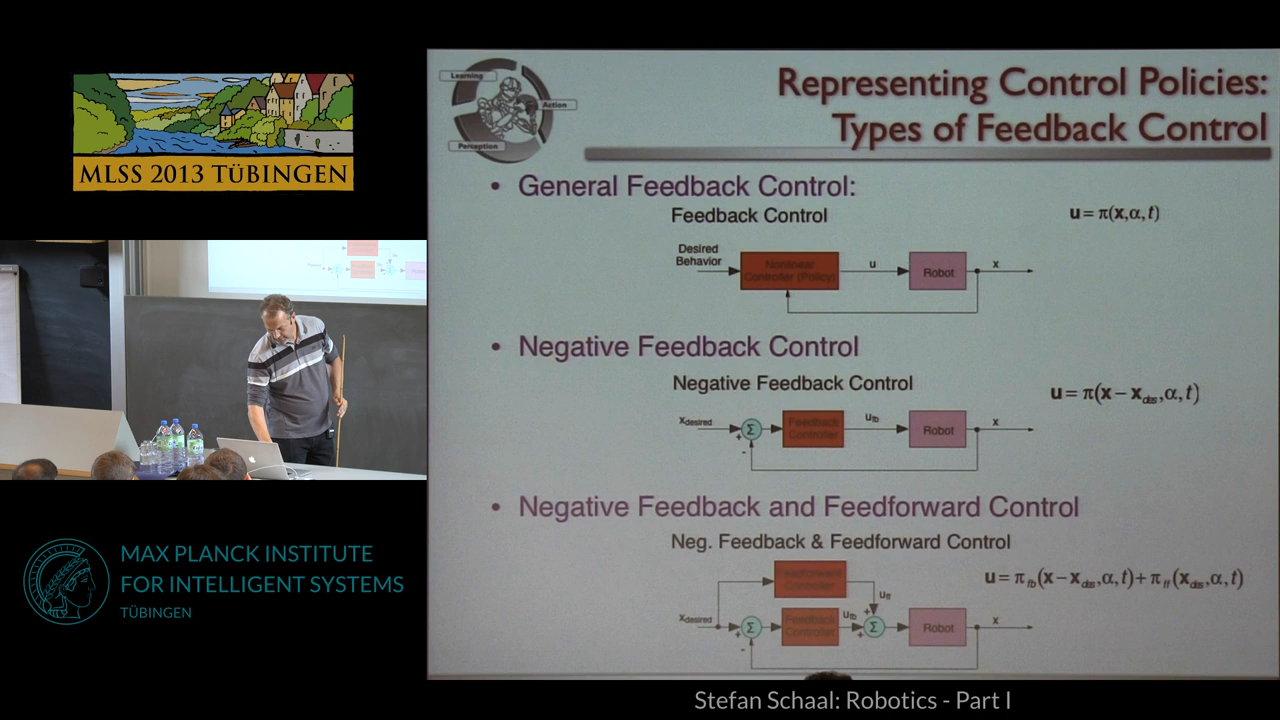 MLSS 2013 TÜBINGEN
MAX PLANCK INSTITUTE
FOR INTELLIGENT SYSTEMS
TÜBINGEN
Learning
Action
Perception
Representing Control Policies:
Types of Feedback Control
• General Feedback Control:
Feedback Control
u = π(x,α,t)
Desired
Behavior
Nonlinear
Controller (Policy)
u
Robot
x
• Negative Feedback Control
Negative Feedback Control
u = π(x − x_des,α,t)
x_desired
+
Σ
-
Feedback
Controller
u_fb
Robot
x
• Negative Feedback and Feedforward Control
Neg. Feedback & Feedforward Control
u = π_fb(x − x_des,α,t) + π_ff(x_des,α,t)
Feedforward
Controller
u_ff
x_desired
+
Σ
-
Feedback
Controller
u_fb
+
+
Σ
Robot
x
Stefan Schaal: Robotics - Part I